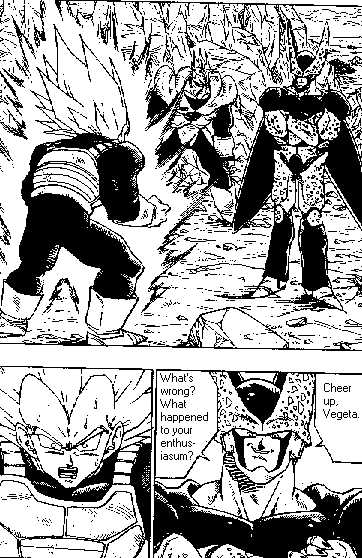 What's
wrong?
What
happened
to your
enthus-
iasum?
Cheer
up,
Vegeta.